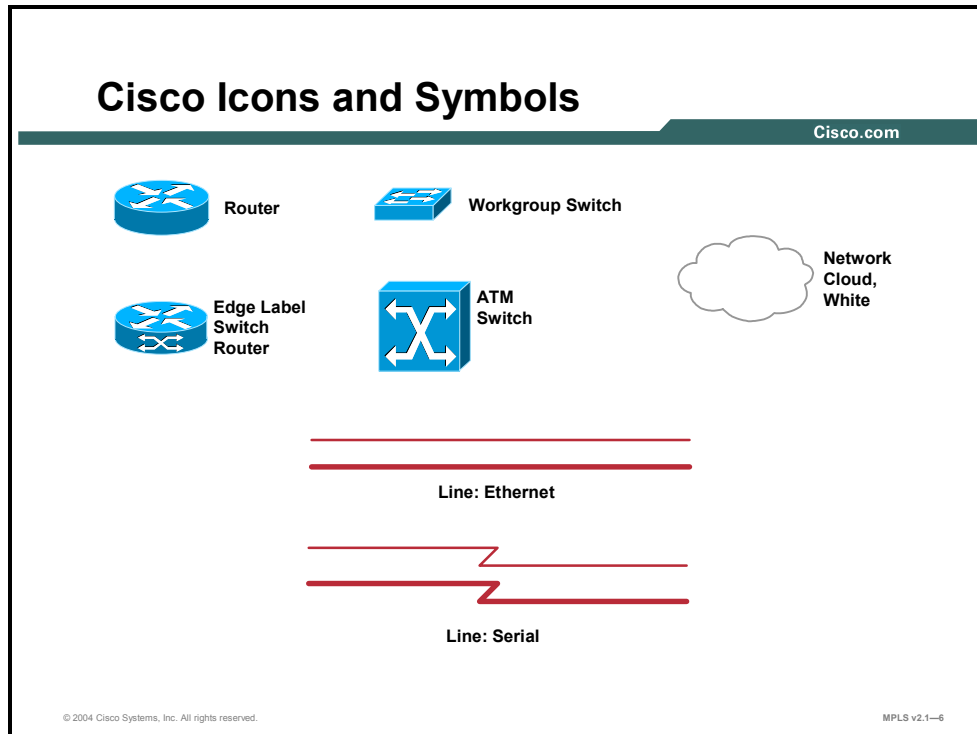 Cisco Icons and Symbols
Cisco.com
Router
Workgroup Switch
Network
Cloud,
White
Edge Label
Switch
Router
ATM
Switch
Line: Ethernet
Line: Serial
© 2004 Cisco Systems, Inc. All rights reserved.
MPLS v2.1—6